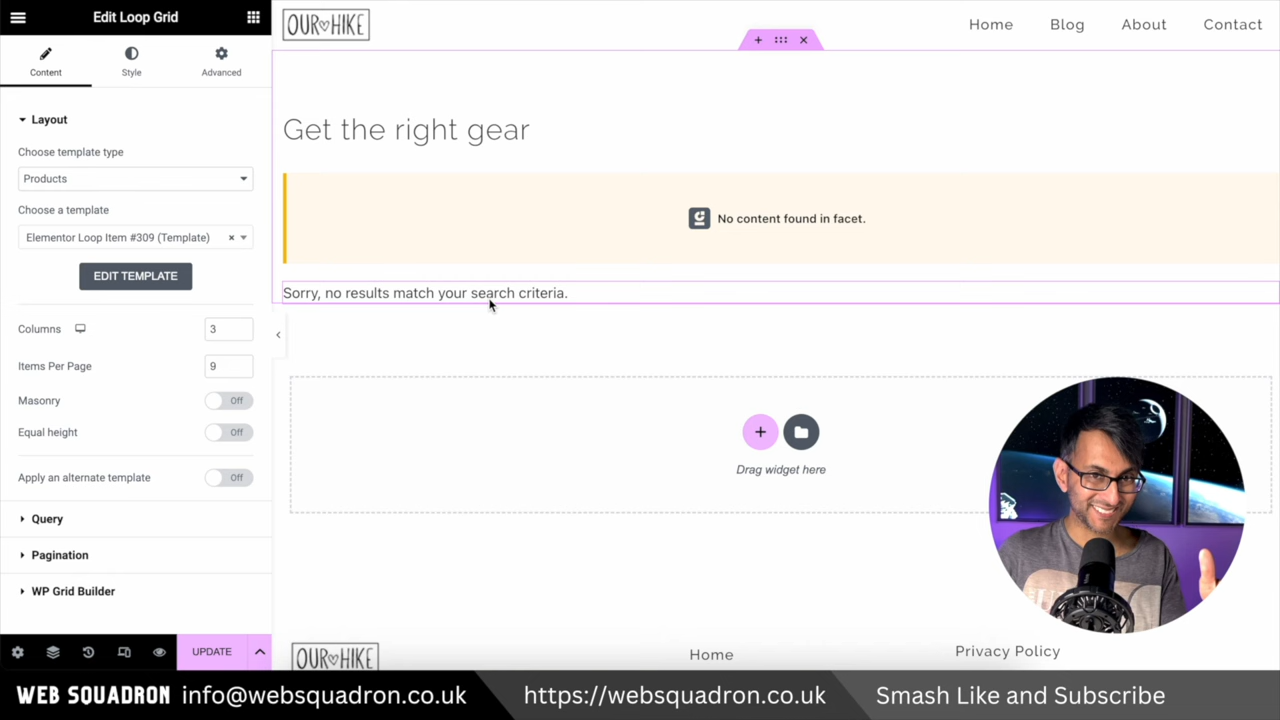 Edit Loop Grid
Content
Style
Advanced
Layout
Choose template type
Products
Choose a template
Elementor Loop Item #309 (Template)
EDIT TEMPLATE
Columns
3
Items Per Page
9
Masonry
Off
Equal height
Off
Apply an alternate template
Off
Query
Pagination
WP Grid Builder
UPDATE
OUR HIKE
Home
Blog
About
Contact
Get the right gear
No content found in facet.
Sorry, no results match your search criteria.
Drag widget here
OUR HIKE
Home
Privacy Policy
WEB SQUADRON info@websquadron.co.uk
https://websquadron.co.uk
Smash Like and Subscribe